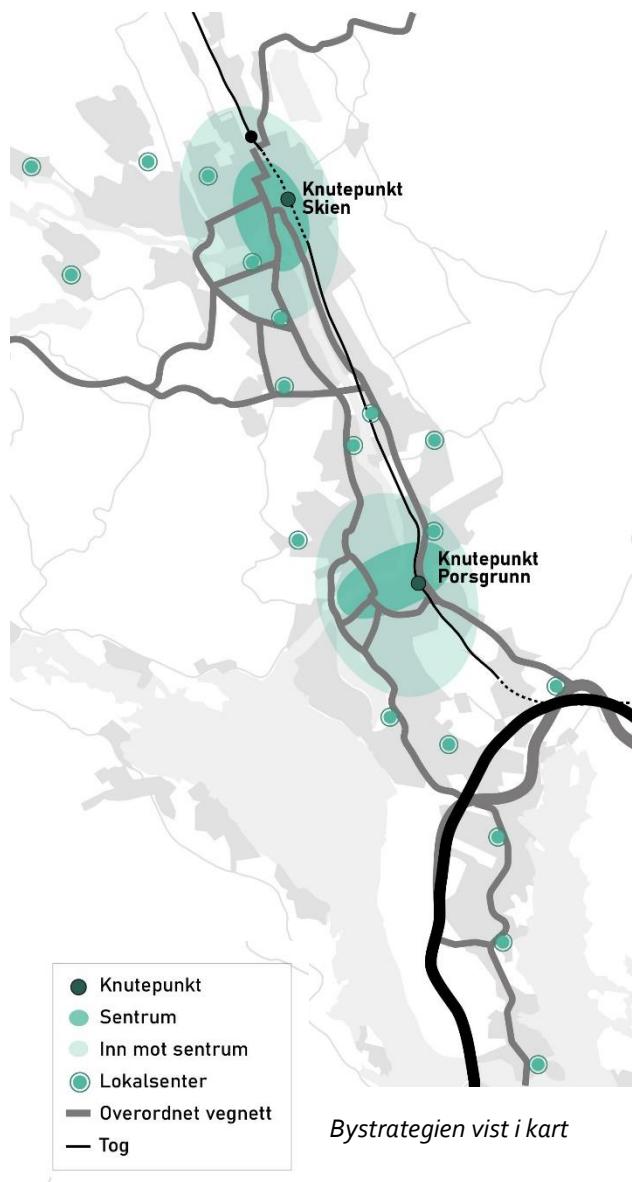 Knutepunkt
Skien
Knutepunkt
Porsgrunn
Knutepunkt
Sentrum
Inn mot sentrum
Lokalsenter
Overordnet vegnett
Tog
Bystrategien vist i kart